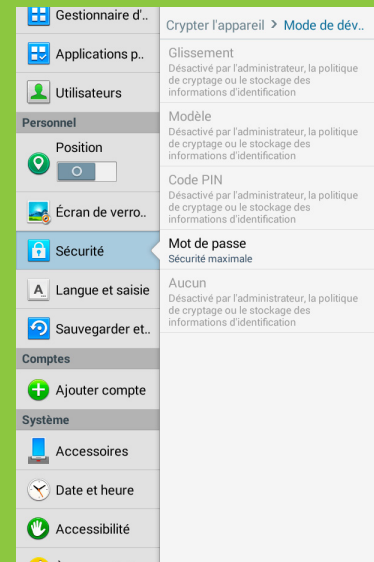 Gestionnaire d'..
Applications p..
Utilisateurs
Personnel
Position
Écran de verro..
Sécurité
Langue et saisie
Sauvegarder et..
Comptes
Ajouter compte
Système
Accessoires
Date et heure
Accessibilité
Crypter l'appareil > Mode de dév..
Glissement
Désactivé par l'administrateur, la politique
de cryptage ou le stockage des
informations d'identification
Modèle
Désactivé par l'administrateur, la politique
de cryptage ou le stockage des
informations d'identification
Code PIN
Désactivé par l'administrateur, la politique
de cryptage ou le stockage des
informations d'identification
Mot de passe
Sécurité maximale
Aucun
Désactivé par l'administrateur, la politique
de cryptage ou le stockage des
informations d'identification